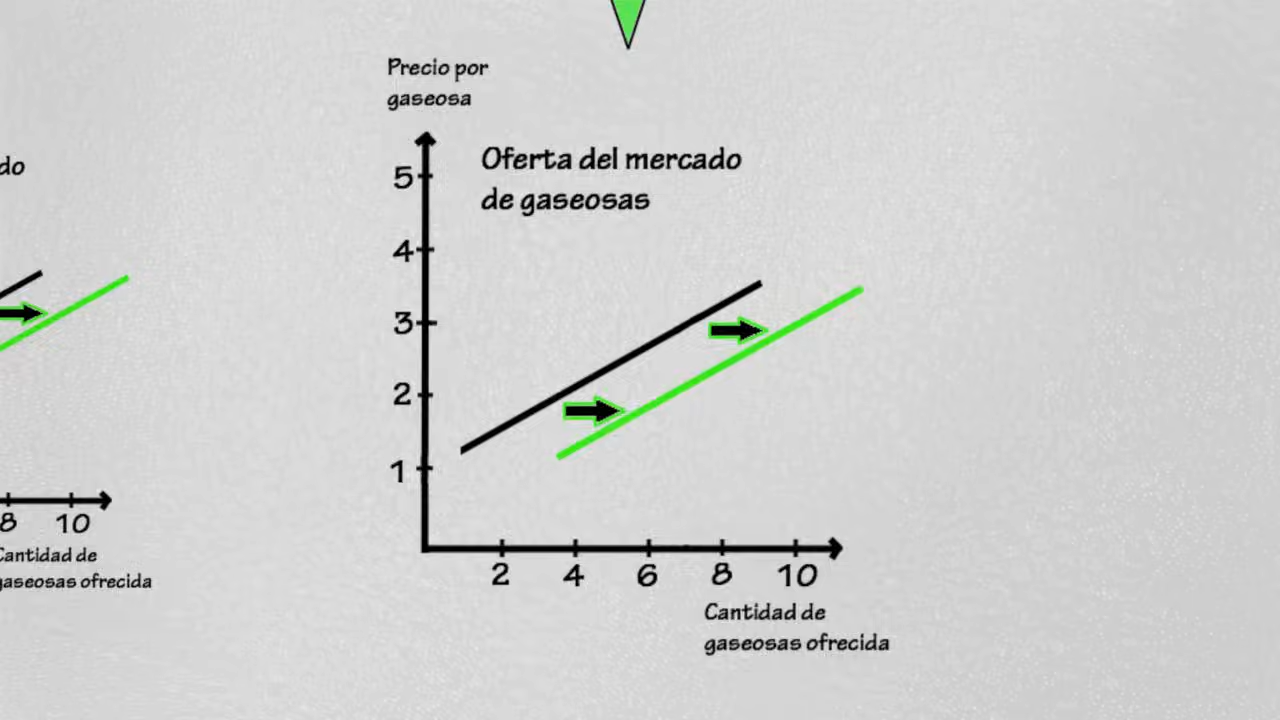 do
8
10
Cantidad de
gaseosas ofrecida
Precio por
gaseosa
Oferta del mercado
de gaseosas
5
4
3
2
1
2
4
6
8
10
Cantidad de
gaseosas ofrecida